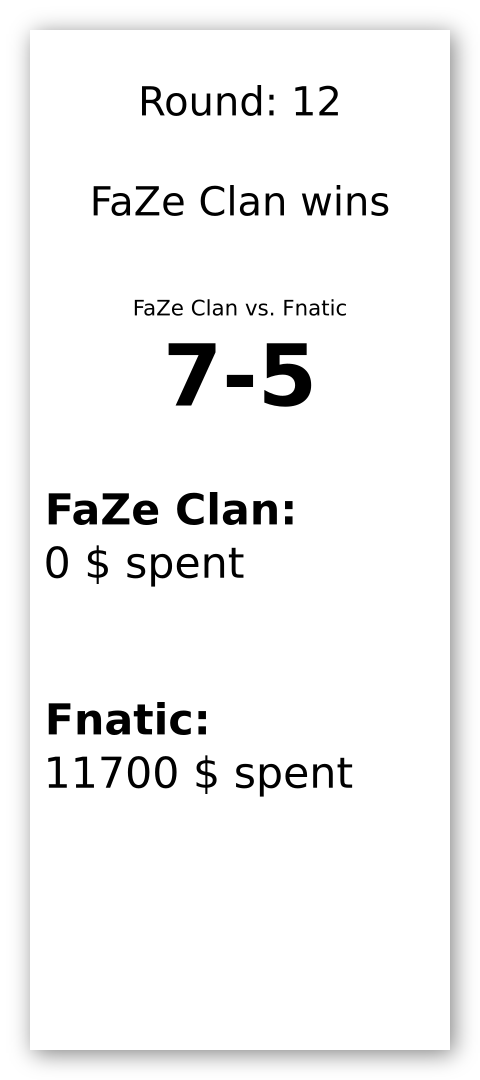 Round: 12
FaZe Clan wins
FaZe Clan vs. Fnatic
7-5
FaZe Clan:
0 $ spent
Fnatic:
11700 $ spent